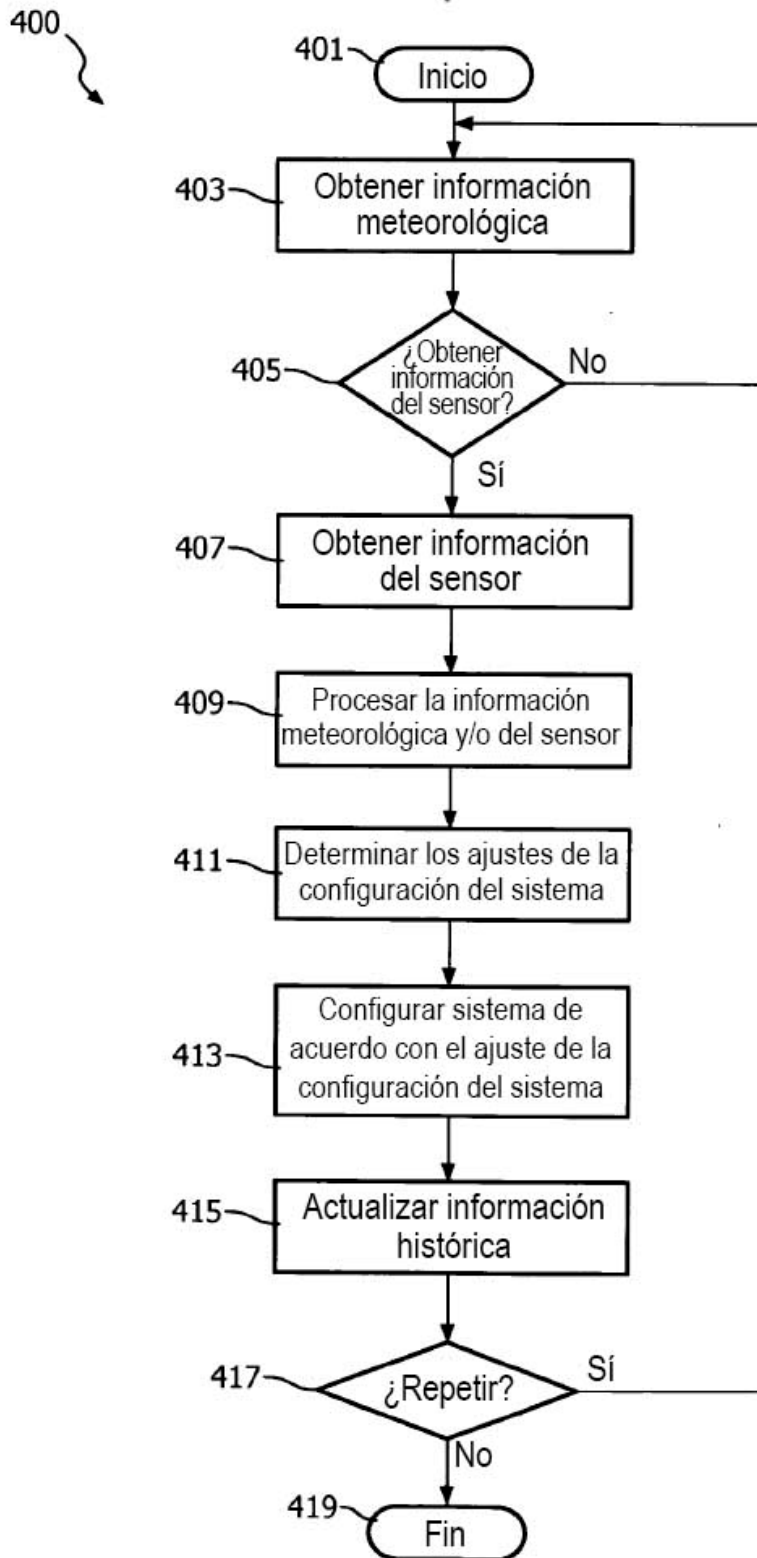 400
401
Inicio
403
Obtener información
meteorológica
405
¿Obtener
información
del sensor?
No
Sí
407
Obtener información
del sensor
409
Procesar la información
meteorológica y/o del sensor
411
Determinar los ajustes de la
configuración del sistema
413
Configurar sistema de
acuerdo con el ajuste de la
configuración del sistema
415
Actualizar información
histórica
417
¿Repetir?
Sí
No
419
Fin